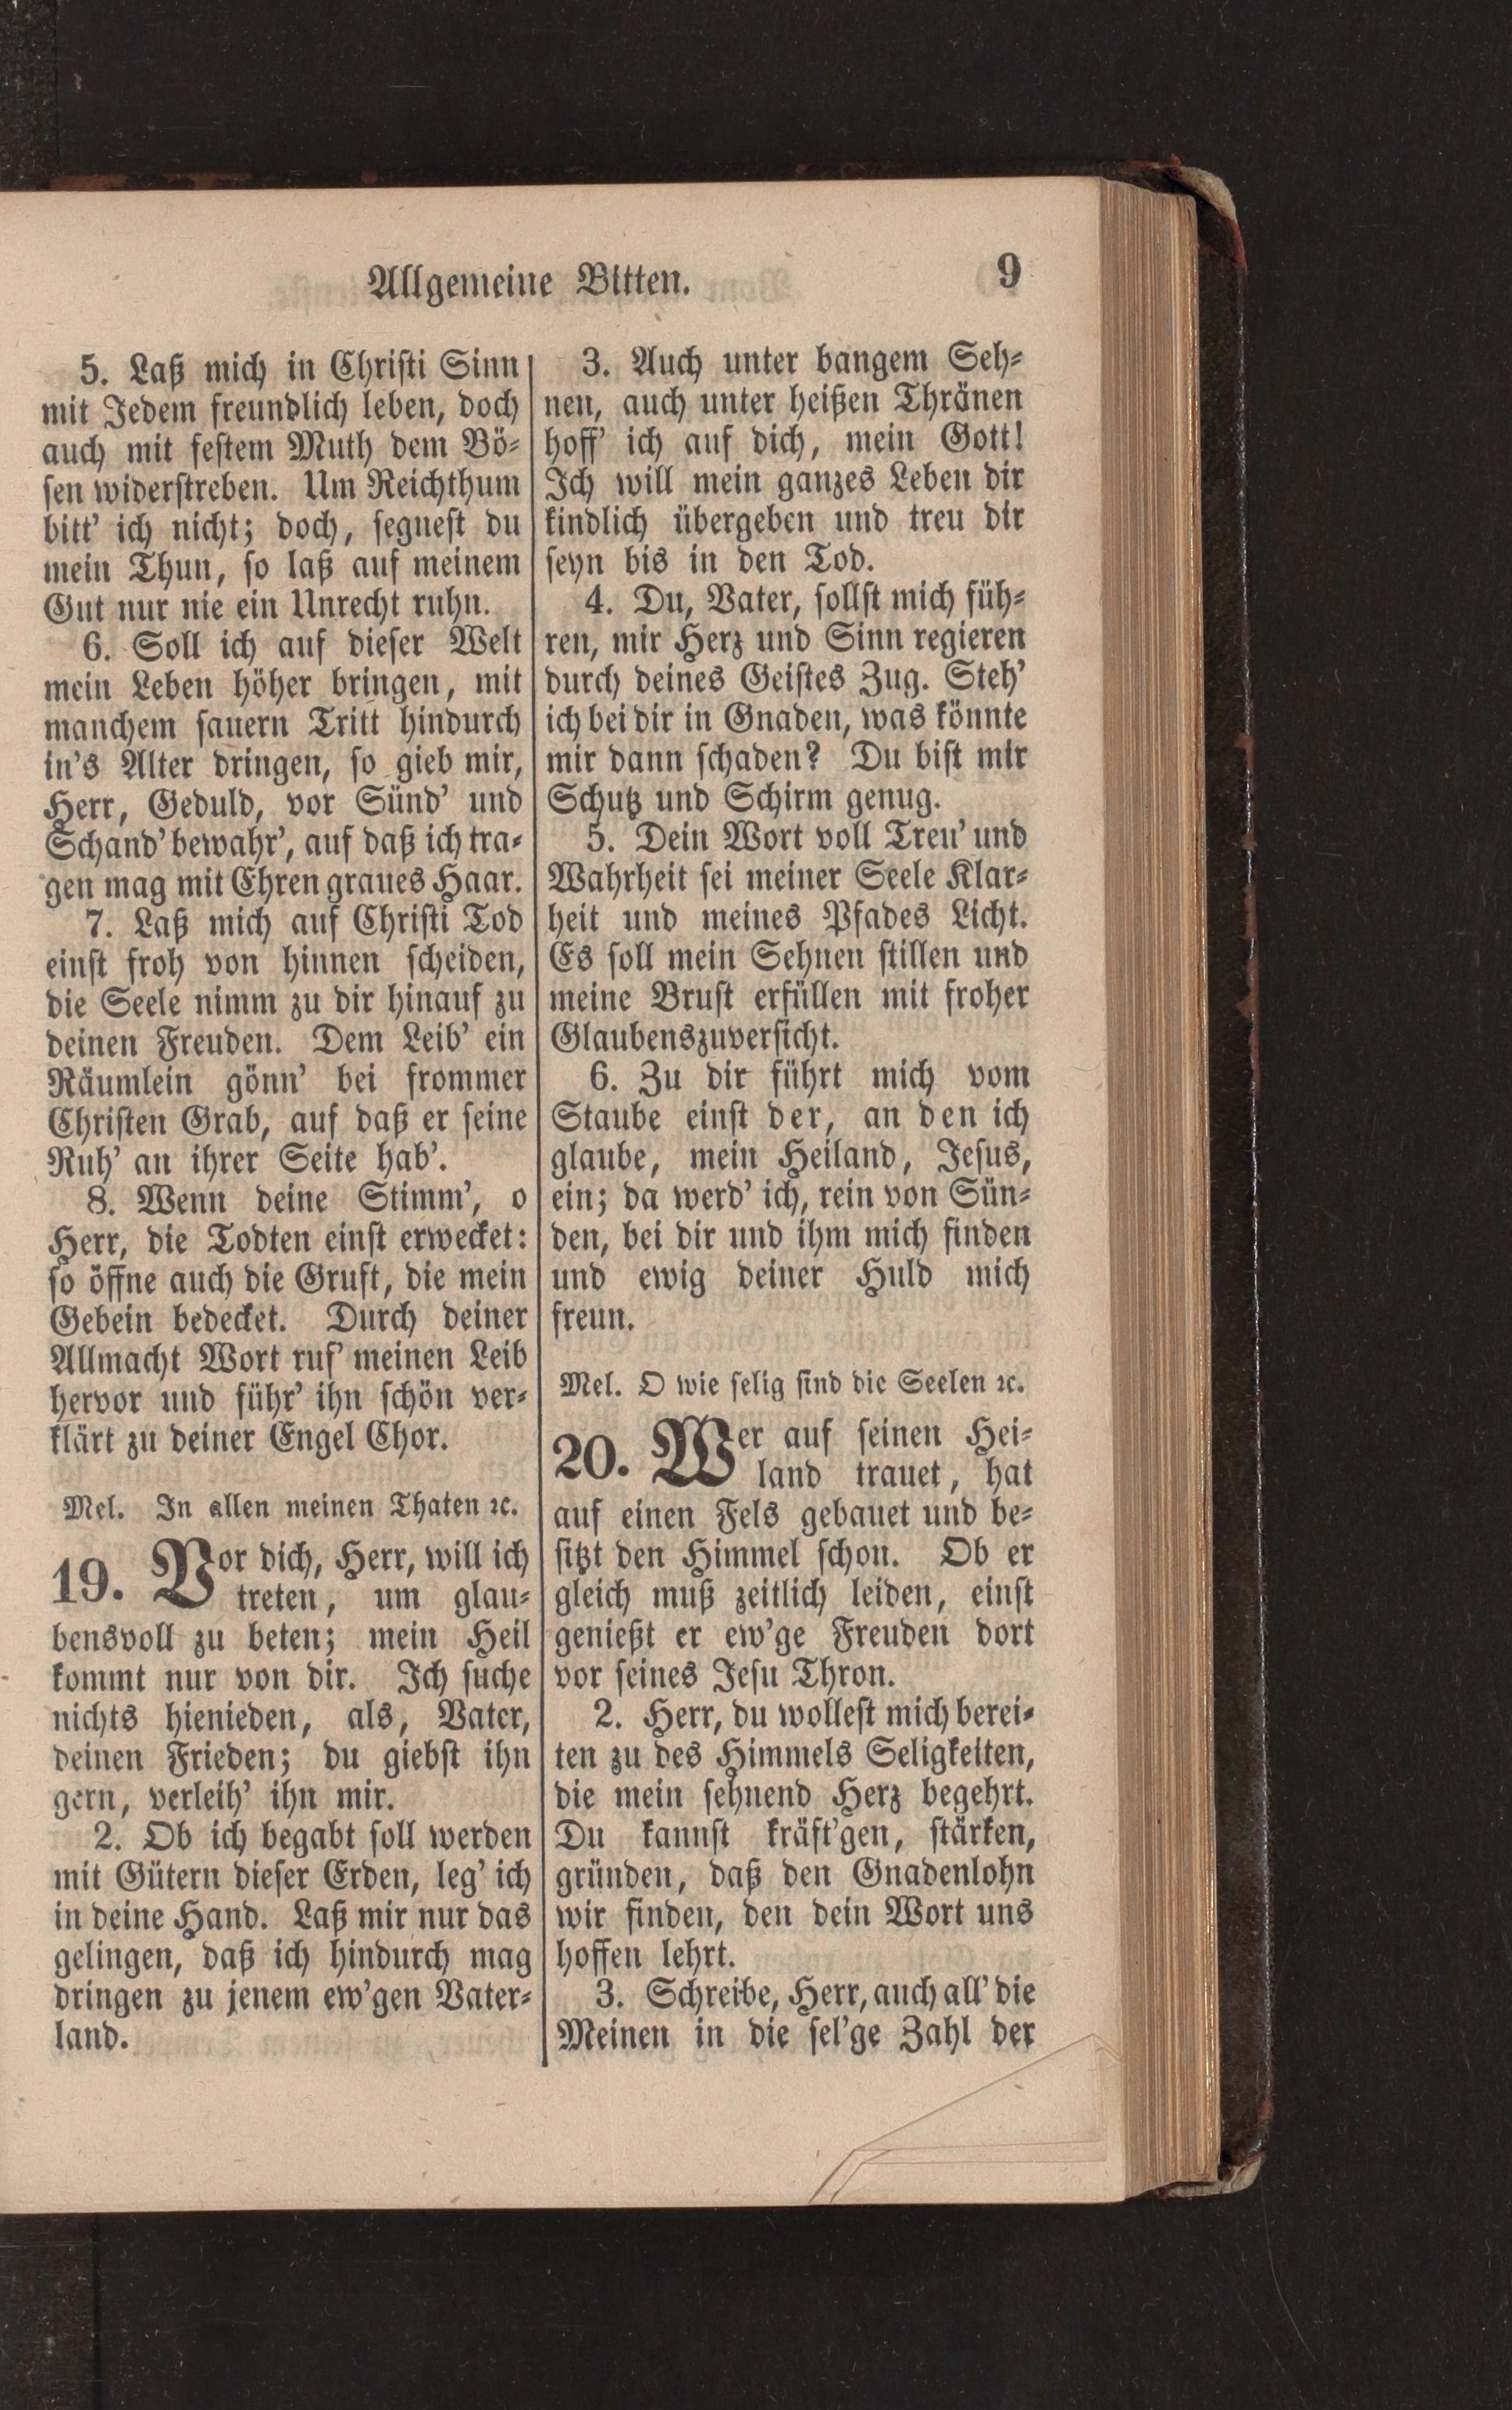 Allgemeine Bitten.
9
5. Laß mich in Christi Sinn
mit Jedem freundlich leben, doch
auch mit festem Muth dem Bö-
sen widerstreben. Um Reichthum
bitt' ich nicht; doch, segnest du
mein Thun, so laß auf meinem
Gut nur nie ein Unrecht ruhn.
6. Soll ich auf dieser Welt
mein Leben höher bringen, mit
manchem sauern Tritt hindurch
in's Alter dringen, so gieb mir,
Herr, Geduld, vor Sünd' und
Schand' bewahr', auf daß ich tra-
gen mag mit Ehren graues Haar.
7. Laß mich auf Christi Tod
einst froh von hinnen scheiden,
die Seele nimm zu dir hinauf zu
deinen Freuden. Dem Leib' ein
Räumlein gönn' bei frommer
Christen Grab, auf daß er seine
Ruh' an ihrer Seite hab'.
8. Wenn deine Stimm', o
Herr, die Todten einst erwecket:
so öffne auch die Gruft, die mein
Gebein bedecket. Durch deiner
Allmacht Wort ruf' meinen Leib
hervor und führ' ihn schön ver-
klärt zu deiner Engel Chor.
Mel. In allen meinen Thaten ꝛc.
19. Vor dich, Herr, will ich
treten, um glau-
bensvoll zu beten; mein Heil
kommt nur von dir. Ich suche
nichts hienieden, als, Vater,
deinen Frieden; du giebst ihn
gern, verleih' ihn mir.
2. Ob ich begabt soll werden
mit Gütern dieser Erden, leg' ich
in deine Hand. Laß mir nur das
gelingen, daß ich hindurch mag
dringen zu jenem ew'gen Vater-
land.
3. Auch unter bangem Seh-
nen, auch unter heißen Thränen
hoff' ich auf dich, mein Gott!
Ich will mein ganzes Leben dir
kindlich übergeben und treu dir
seyn bis in den Tod.
4. Du, Vater, sollst mich füh-
ren, mir Herz und Sinn regieren
durch deines Geistes Zug. Steh'
ich bei dir in Gnaden, was könnte
mir dann schaden? Du bist mir
Schutz und Schirm genug.
5. Dein Wort voll Treu' und
Wahrheit sei meiner Seele Klar-
heit und meines Pfades Licht.
Es soll mein Sehnen stillen und
meine Brust erfüllen mit froher
Glaubenszuversicht.
6. Zu dir führt mich vom
Staube einst der, an den ich
glaube, mein Heiland, Jesus,
ein; da werd' ich, rein von Sün-
den, bei dir und ihm mich finden
und ewig deiner Huld mich
freun.
Mel. O wie selig sind die Seelen ꝛc.
20. Wer auf seinen Hei-
land trauet, hat
auf einen Fels gebauet und be-
sitzt den Himmel schon. Ob er
gleich muß zeitlich leiden, einst
genießt er ew'ge Freuden dort
vor seines Jesu Thron.
2. Herr, du wollest mich berei-
ten zu des Himmels Seligkeiten,
die mein sehnend Herz begehrt.
Du kannst kräft'gen, stärken,
gründen, daß den Gnadenlohn
wir finden, den dein Wort uns
hoffen lehrt.
3. Schreibe, Herr, auch all' die
Meinen in die sel'ge Zahl der